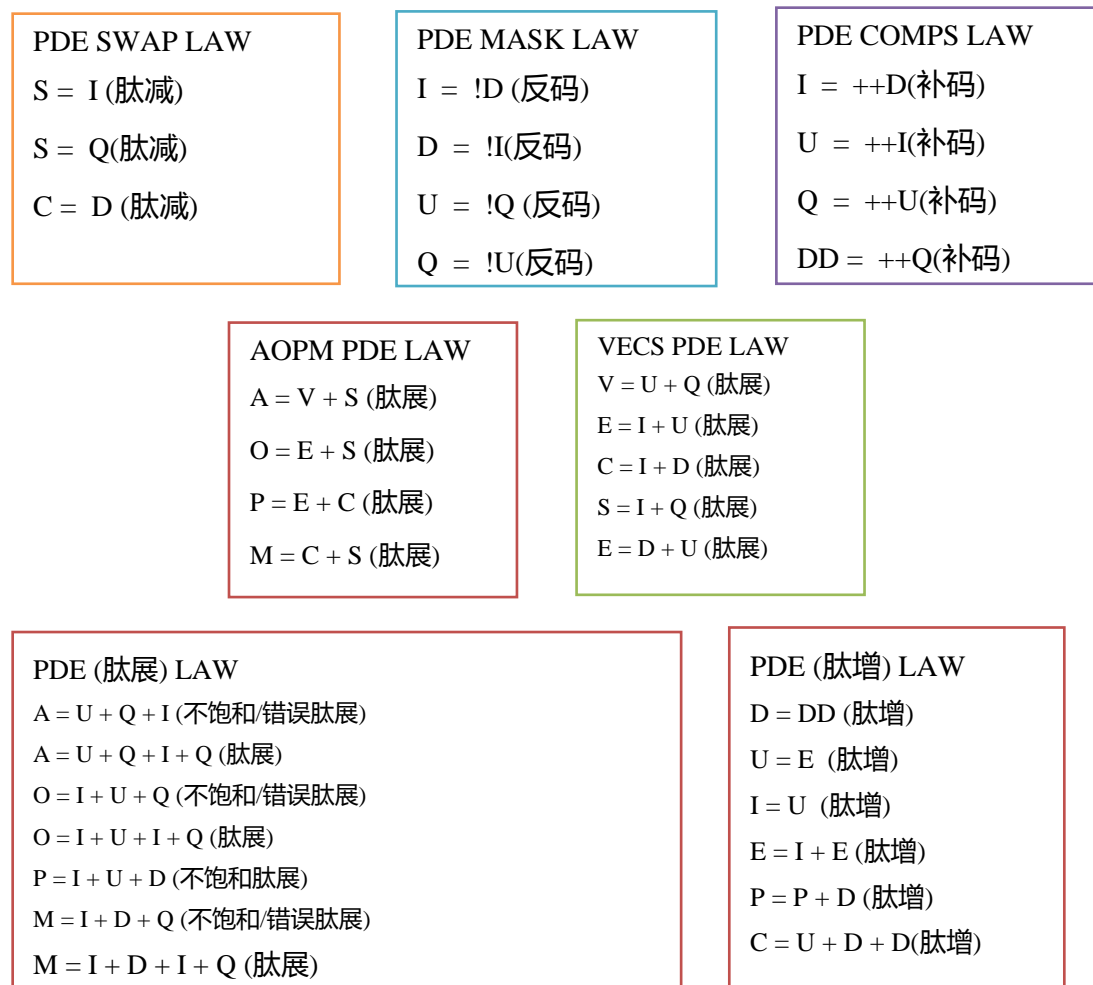 PDE SWAP LAW
S = I (肽减)
S = Q(肽减)
C = D (肽减)
PDE MASK LAW
I = !D (反码)
D = !I(反码)
U = !Q (反码)
Q = !U(反码)
PDE COMPS LAW
I = ++D(补码)
U = ++I(补码)
Q = ++U(补码)
DD = ++Q(补码)
AOPM PDE LAW
A = V + S (肽展)
O = E + S (肽展)
P = E + C (肽展)
M = C + S (肽展)
VECS PDE LAW
V = U + Q (肽展)
E = I + U (肽展)
C = I + D (肽展)
S = I + Q (肽展)
E = D + U (肽展)
PDE (肽展) LAW
A = U + Q + I (不饱和/错误肽展)
A = U + Q + I + Q (肽展)
O = I + U + Q (不饱和/错误肽展)
O = I + U + I + Q (肽展)
P = I + U + D (不饱和肽展)
M = I + D + Q (不饱和/错误肽展)
M = I + D + I + Q (肽展)
PDE (肽增) LAW
D = DD (肽增)
U = E (肽增)
I = U (肽增)
E = I + E (肽增)
P = P + D (肽增)
C = U + D + D(肽增)